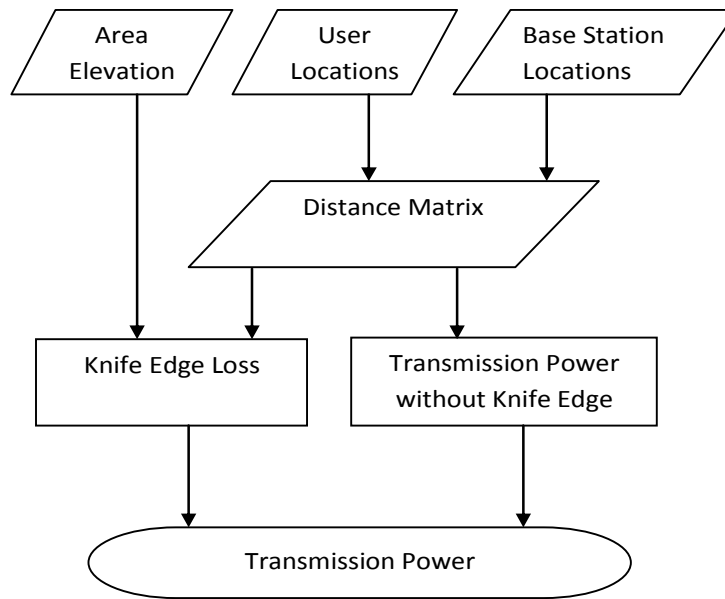 Area
Elevation
User
Locations
Base Station
Locations
Distance Matrix
Knife Edge Loss
Transmission Power
without Knife Edge
Transmission Power